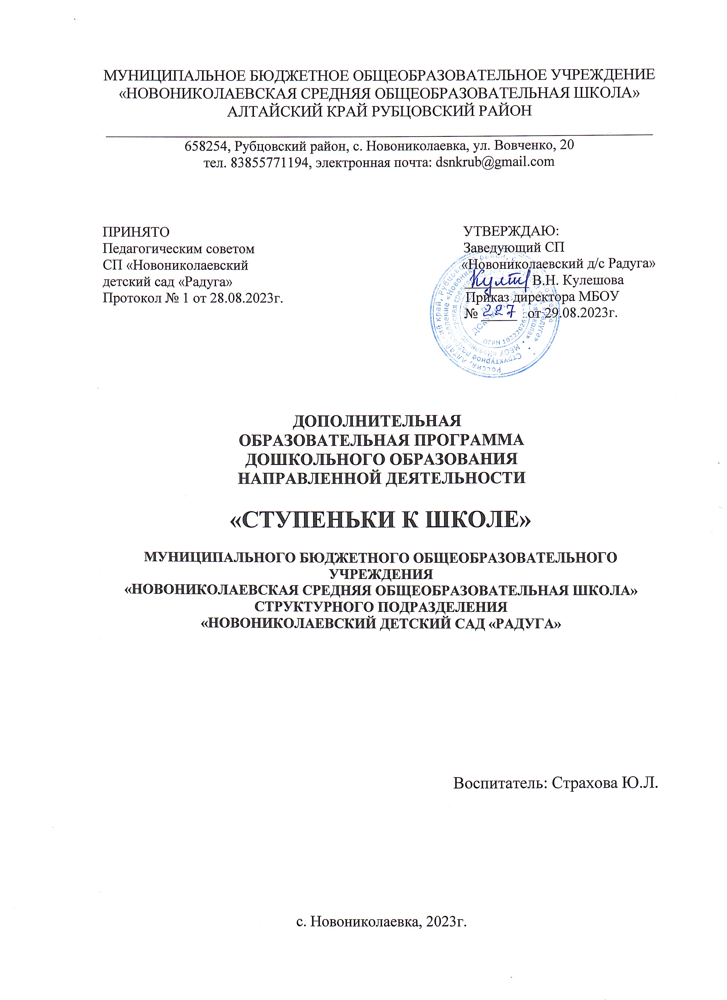 МУНИЦИПАЛЬНОЕ БЮДЖЕТНОЕ ОБЩЕОБРАЗОВАТЕЛЬНОЕ УЧРЕЖДЕНИЕ
«НОВОНИКОЛАЕВСКАЯ СРЕДНЯЯ ОБЩЕОБРАЗОВАТЕЛЬНАЯ ШКОЛА»
АЛТАЙСКИЙ КРАЙ РУБЦОВСКИЙ РАЙОН
658254, Рубцовский район, с. Новониколаевка, ул. Вовченко, 20
тел. 83855771194, электронная почта: dsnkrub@gmail.com
ПРИНЯТО
Педагогическим советом
СП «Новониколаевский
детский сад «Радуга»
Протокол № 1 от 28.08.2023г.
УТВЕРЖДАЮ:
Заведующий СП
«Новониколаевский д/с Радуга»
В.Н. Кулешова
Приказ директора МБОУ
№ 227 от 29.08.2023г.
ДОПОЛНИТЕЛЬНАЯ
ОБРАЗОВАТЕЛЬНАЯ ПРОГРАММА
ДОШКОЛЬНОГО ОБРАЗОВАНИЯ
НАПРАВЛЕННОЙ ДЕЯТЕЛЬНОСТИ
«СТУПЕНЬКИ К ШКОЛЕ»
МУНИЦИПАЛЬНОГО БЮДЖЕТНОГО ОБЩЕОБРАЗОВАТЕЛЬНОГО
УЧРЕЖДЕНИЯ
«НОВОНИКОЛАЕВСКАЯ СРЕДНЯЯ ОБЩЕОБРАЗОВАТЕЛЬНАЯ ШКОЛА»
СТРУКТУРНОГО ПОДРАЗДЕЛЕНИЯ
«НОВОНИКОЛАЕВСКИЙ ДЕТСКИЙ САД «РАДУГА»
Воспитатель: Страхова Ю.Л.
с. Новониколаевка, 2023г.